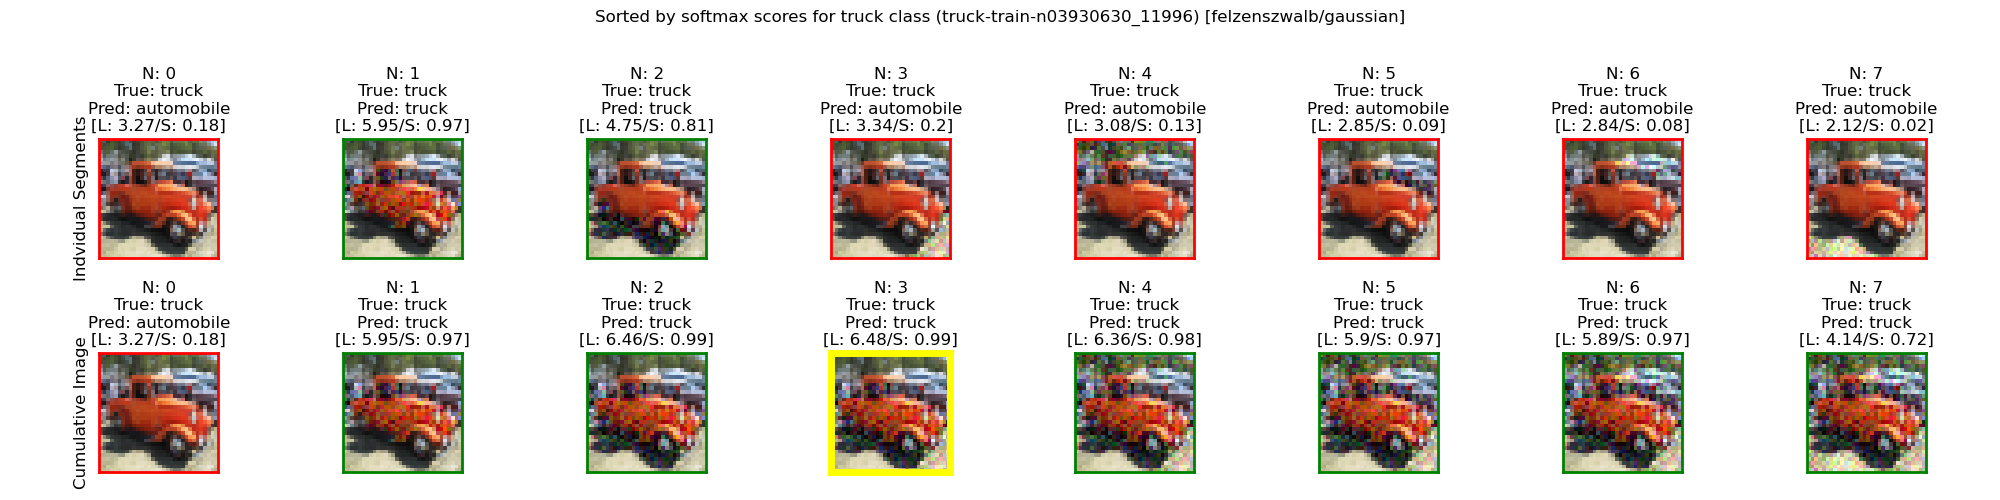 Sorted by softmax scores for truck class (truck-train-n03930630_11996) [felzenszwalb/gaussian]
Indvidual Segments
N: 0
True: truck
Pred: automobile
[L: 3.27/S: 0.18]
N: 1
True: truck
Pred: truck
[L: 5.95/S: 0.97]
N: 2
True: truck
Pred: truck
[L: 4.75/S: 0.81]
N: 3
True: truck
Pred: automobile
[L: 3.34/S: 0.2]
N: 4
True: truck
Pred: automobile
[L: 3.08/S: 0.13]
N: 5
True: truck
Pred: automobile
[L: 2.85/S: 0.09]
N: 6
True: truck
Pred: automobile
[L: 2.84/S: 0.08]
N: 7
True: truck
Pred: automobile
[L: 2.12/S: 0.02]
Cumulative Image
N: 0
True: truck
Pred: automobile
[L: 3.27/S: 0.18]
N: 1
True: truck
Pred: truck
[L: 5.95/S: 0.97]
N: 2
True: truck
Pred: truck
[L: 6.46/S: 0.99]
N: 3
True: truck
Pred: truck
[L: 6.48/S: 0.99]
N: 4
True: truck
Pred: truck
[L: 6.36/S: 0.98]
N: 5
True: truck
Pred: truck
[L: 5.9/S: 0.97]
N: 6
True: truck
Pred: truck
[L: 5.89/S: 0.97]
N: 7
True: truck
Pred: truck
[L: 4.14/S: 0.72]